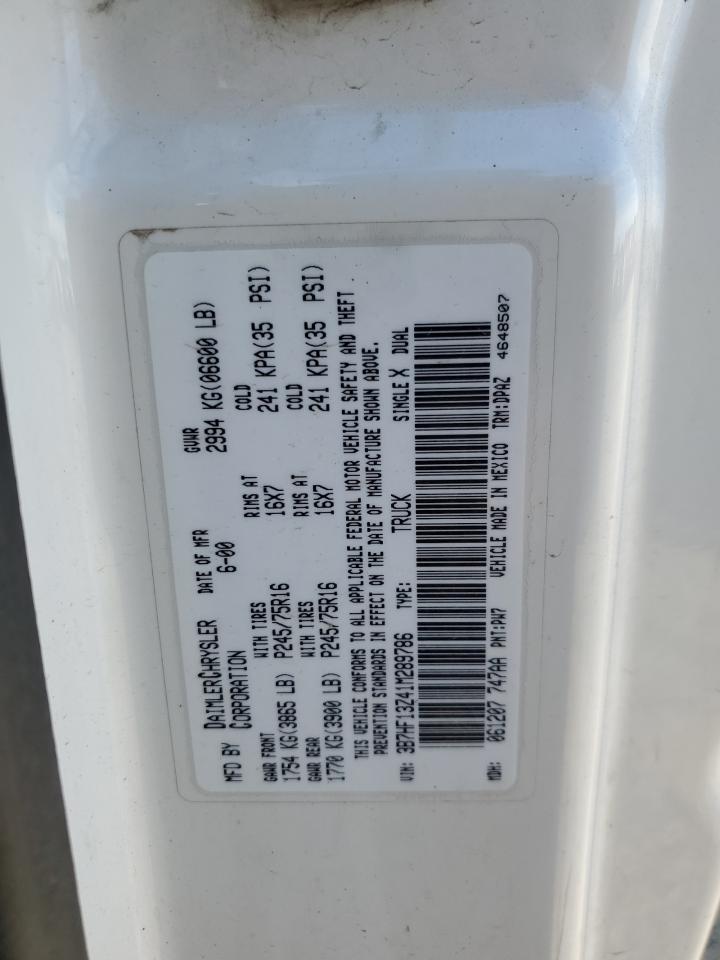 MFD BY DAIMLERCHRYSLER CORPORATION
DATE OF MFR 6-00
GVWR 2994 KG(06600 LB)
GAWR FRONT WITH TIRES RIMS AT COLD
1754 KG(3865 LB) P245/75R16 16X7 241 KPA(35 PSI)
GAWR REAR WITH TIRES RIMS AT COLD
1770 KG(3900 LB) P245/75R16 16X7 241 KPA(35 PSI)
THIS VEHICLE CONFORMS TO ALL APPLICABLE FEDERAL MOTOR VEHICLE SAFETY AND THEFT
PREVENTION STANDARDS IN EFFECT ON THE DATE OF MANUFACTURE SHOWN ABOVE.
VIN: 3B7HF13Z41M289786 TYPE: TRUCK SINGLE X DUAL
MDH: 061207 747AA PNT:PW7 VEHICLE MADE IN MEXICO TRM:DPAZ 4648507